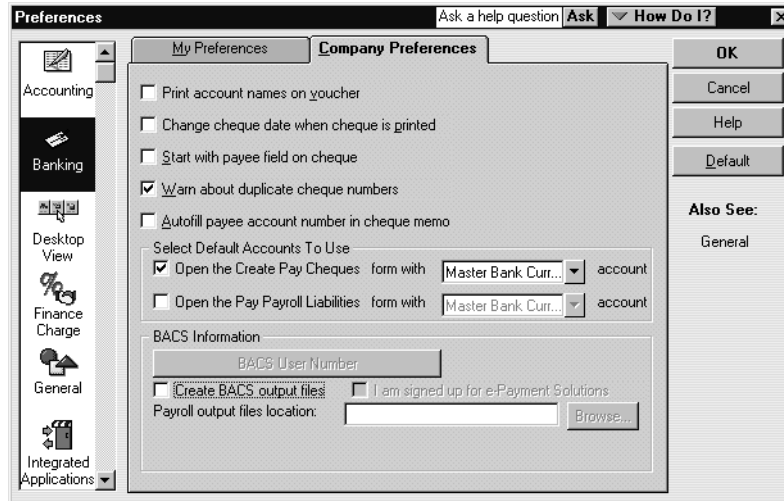 Preferences
Ask a help question Ask How Do I?
My Preferences
Company Preferences
Accounting
Banking
Desktop
View
Finance
Charge
General
Integrated
Applications
Print account names on voucher
Change cheque date when cheque is printed
Start with payee field on cheque
Warn about duplicate cheque numbers
Autofill payee account number in cheque memo
Select Default Accounts To Use
Open the Create Pay Cheques form with Master Bank Curr... account
Open the Pay Payroll Liabilities form with Master Bank Curr... account
BACS Information
BACS User Number
Create BACS output files I am signed up for e-Payment Solutions
Payroll output files location: Browse...
OK
Cancel
Help
Default
Also See:
General